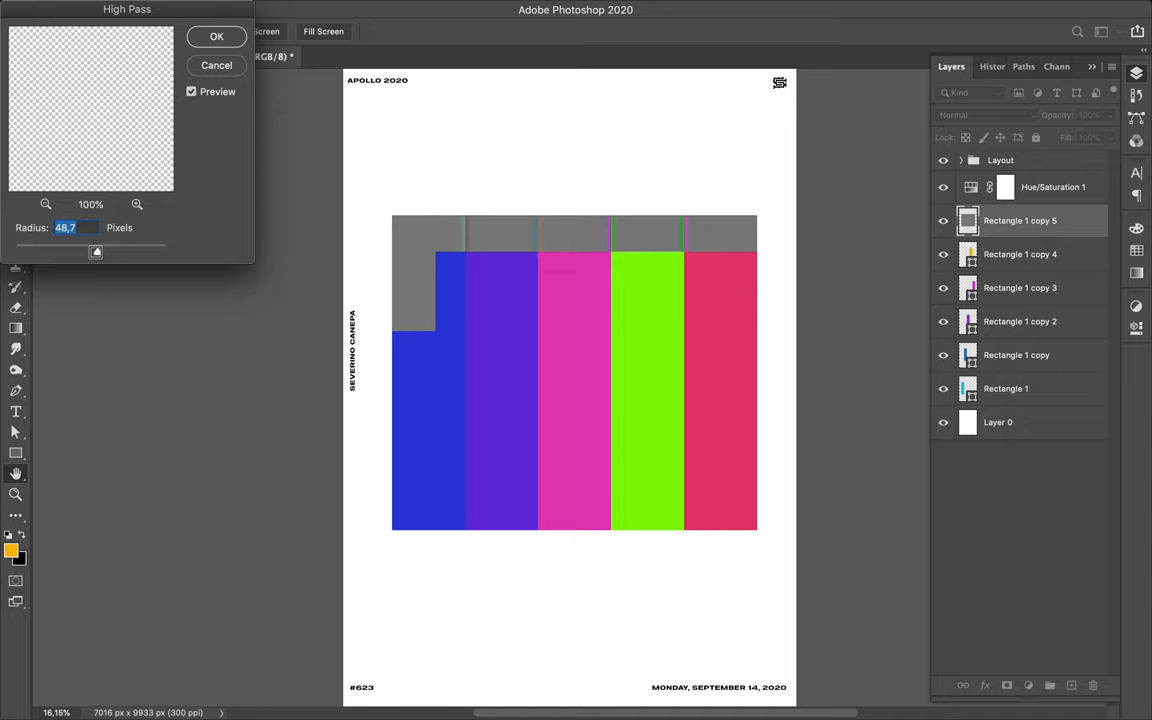 High Pass
Adobe Photoshop 2020
OK
Cancel
Preview
100%
Radius: 48,7 Pixels
Screen
Fill Screen
RGB/8) *
APOLLO 2020
SEVERINO CANEPA
#623
MONDAY, SEPTEMBER 14, 2020
16,15%
7016 px x 9933 px (300 ppi)
Layers
Histor
Paths
Chann
Kind
Normal
Opacity: 100%
Lock:
Fill: 100%
Layout
Hue/Saturation 1
Rectangle 1 copy 5
Rectangle 1 copy 4
Rectangle 1 copy 3
Rectangle 1 copy 2
Rectangle 1 copy
Rectangle 1
Layer 0